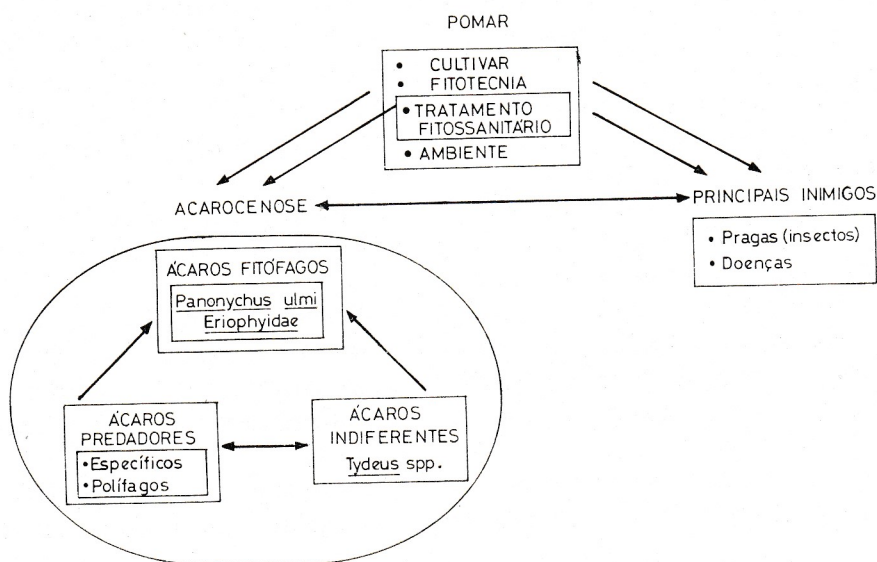 POMAR
• CULTIVAR
• FITOTECNIA
• TRATAMENTO
FITOSSANITÁRIO
• AMBIENTE
ACAROCENOSE
PRINCIPAIS INIMIGOS
• Pragas (insectos)
• Doenças
ÁCAROS FITÓFAGOS
Panonychus ulmi
Eriophyidae
ÁCAROS
PREDADORES
• Específicos
• Polífagos
ÁCAROS
INDIFERENTES
Tydeus spp.